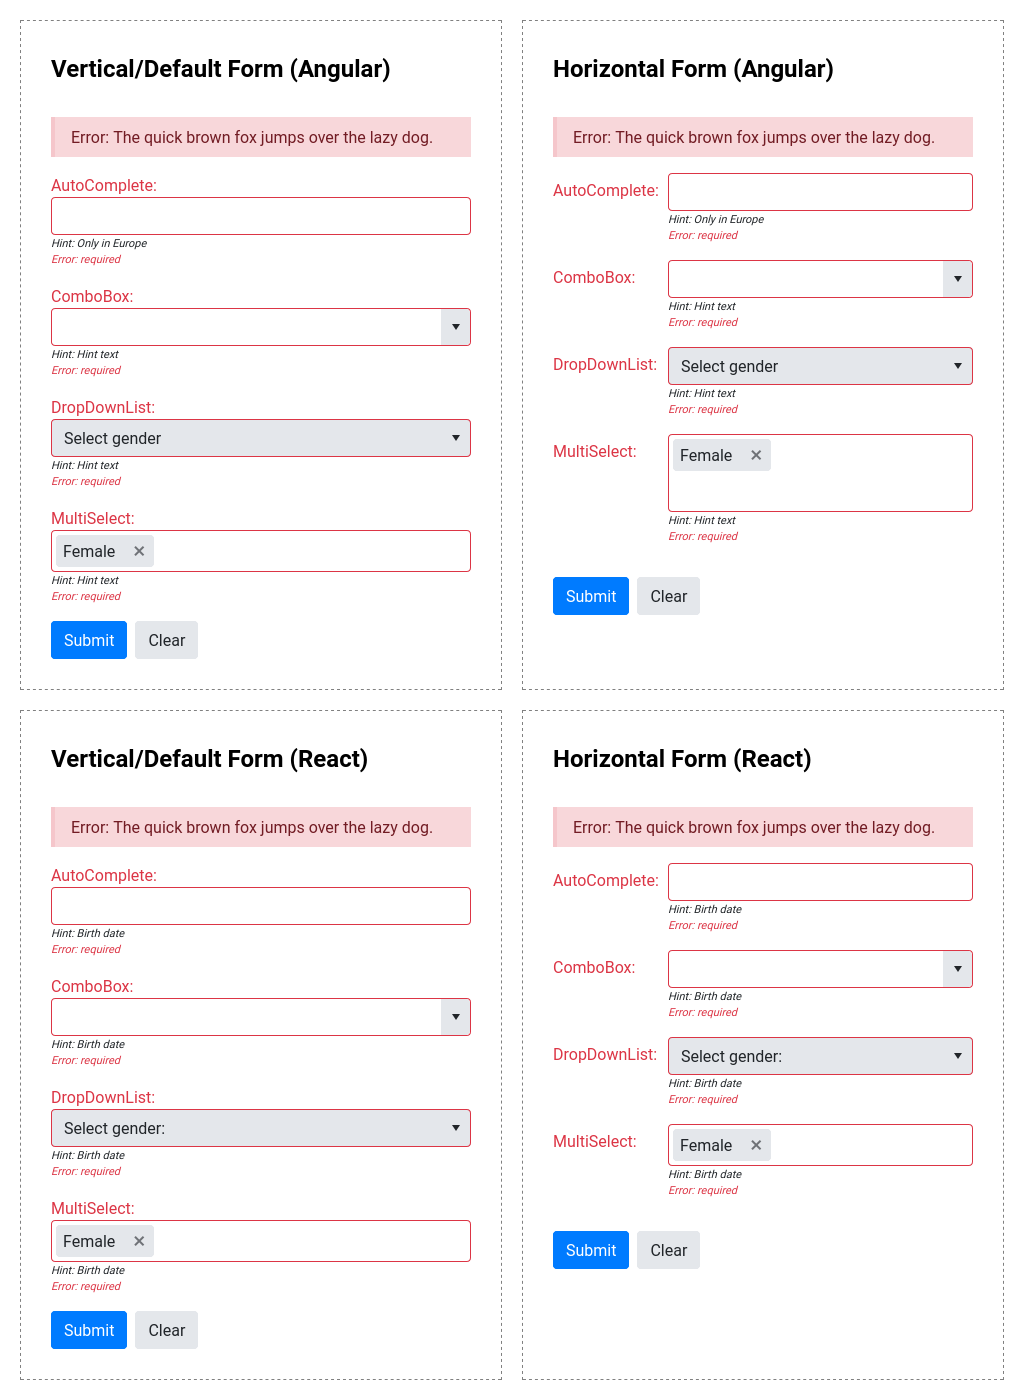 Vertical/Default Form (Angular)
Error: The quick brown fox jumps over the lazy dog.
AutoComplete:
Hint: Only in Europe
Error: required
ComboBox:
Hint: Hint text
Error: required
DropDownList:
Select gender
Hint: Hint text
Error: required
MultiSelect:
Female
Hint: Hint text
Error: required
Submit Clear
Horizontal Form (Angular)
Error: The quick brown fox jumps over the lazy dog.
AutoComplete:
Hint: Only in Europe
Error: required
ComboBox:
Hint: Hint text
Error: required
DropDownList: Select gender
Hint: Hint text
Error: required
MultiSelect: Female
Hint: Hint text
Error: required
Submit Clear
Vertical/Default Form (React)
Error: The quick brown fox jumps over the lazy dog.
AutoComplete:
Hint: Birth date
Error: required
ComboBox:
Hint: Birth date
Error: required
DropDownList:
Select gender:
Hint: Birth date
Error: required
MultiSelect:
Female
Hint: Birth date
Error: required
Submit Clear
Horizontal Form (React)
Error: The quick brown fox jumps over the lazy dog.
AutoComplete:
Hint: Birth date
Error: required
ComboBox:
Hint: Birth date
Error: required
DropDownList: Select gender:
Hint: Birth date
Error: required
MultiSelect: Female
Hint: Birth date
Error: required
Submit Clear